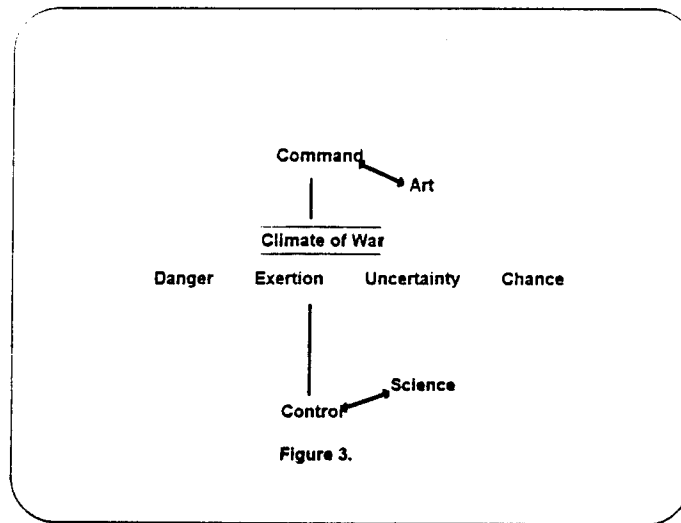 Command
Art
Climate of War
Danger Exertion Uncertainty Chance
Science
Control
Figure 3.